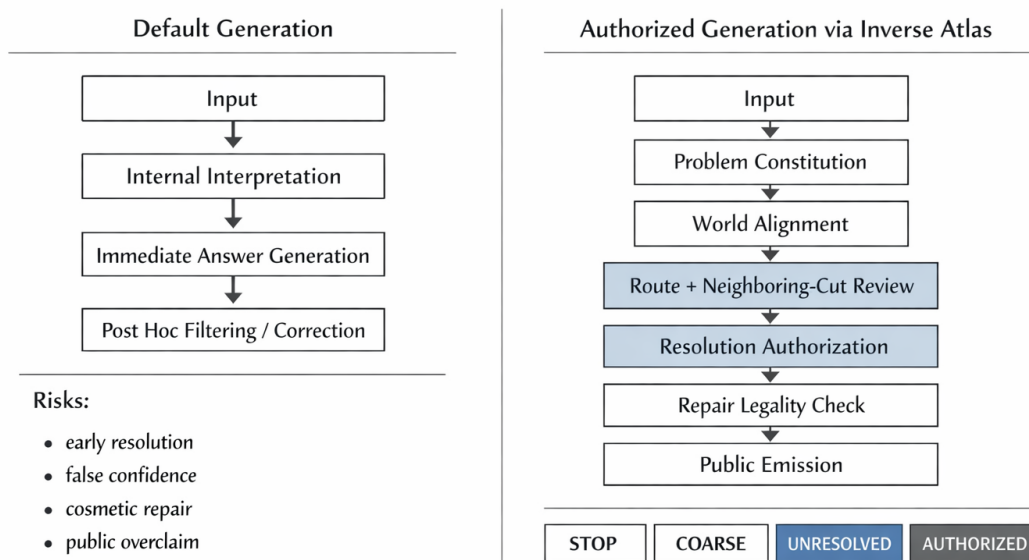 Default Generation
Input
Internal Interpretation
Immediate Answer Generation
Post Hoc Filtering / Correction
Risks:
• early resolution
• false confidence
• cosmetic repair
• public overclaim
Authorized Generation via Inverse Atlas
Input
Problem Constitution
World Alignment
Route + Neighboring-Cut Review
Resolution Authorization
Repair Legality Check
Public Emission
STOP COARSE UNRESOLVED AUTHORIZED